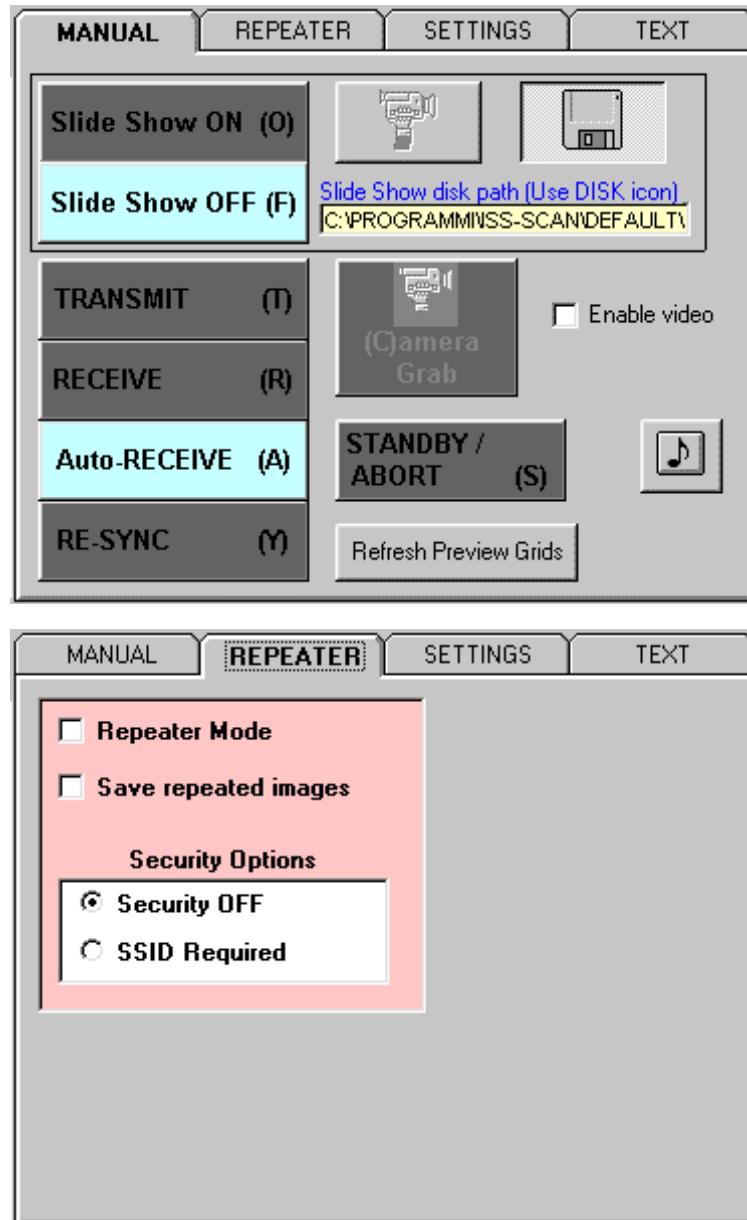 MANUAL REPEATER SETTINGS TEXT
Slide Show ON (O)
Slide Show OFF (F)
Slide Show disk path (Use DISK icon)
C:\PROGRAMMI\ISS-SCAN\DEFAULT\
TRANSMIT (T)
(C)amera
Grab
Enable video
RECEIVE (R)
Auto-RECEIVE (A)
STANDBY /
ABORT (S)
RE-SYNC (Y)
Refresh Preview Grids
MANUAL REPEATER SETTINGS TEXT
Repeater Mode
Save repeated images
Security Options
Security OFF
SSID Required